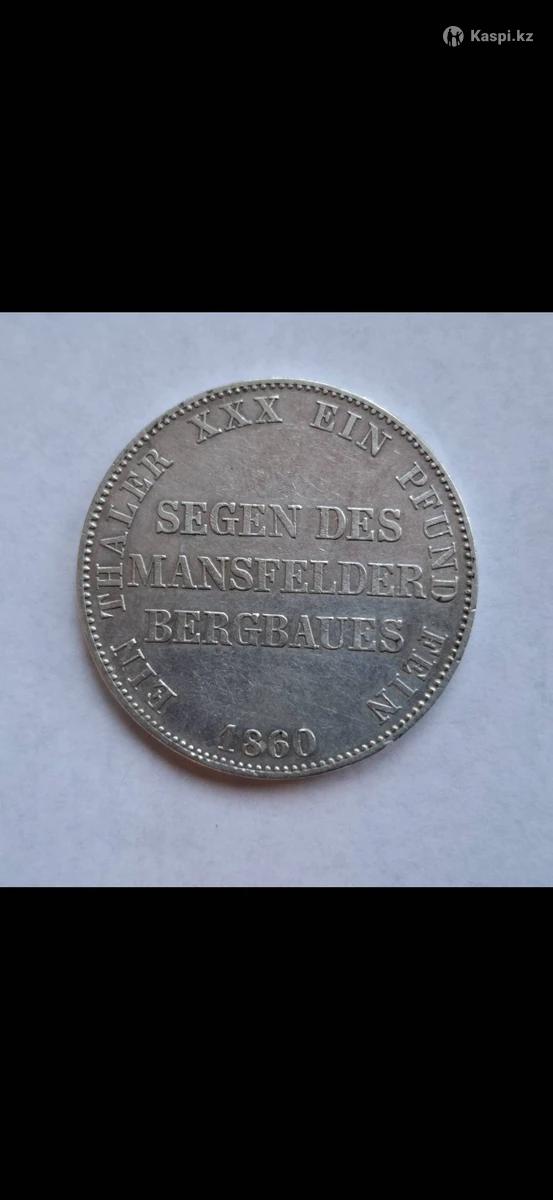 Kaspi.kz
EIN THALER XXX EIN PFUND FEIN
SEGEN DES
MANSFELDER
BERGBAUES
1860